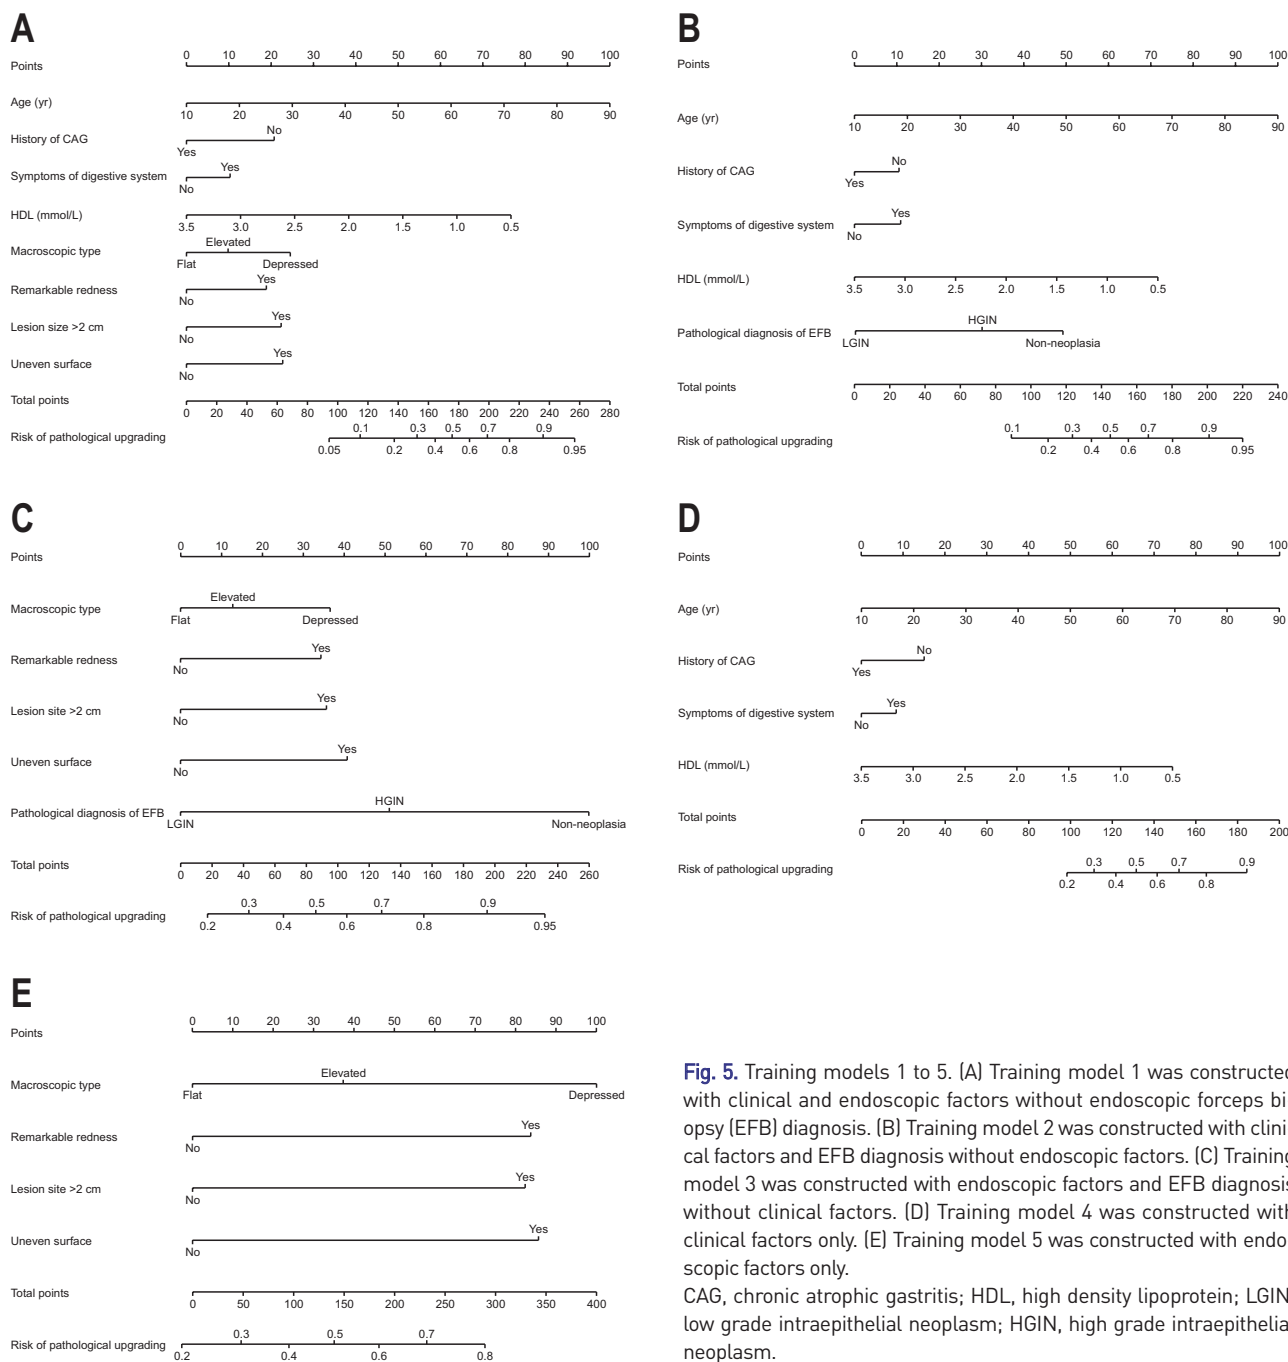 A
Points
0 10 20 30 40 50 60 70 80 90 100
Age (yr)
10 20 30 40 50 60 70 80 90
History of CAG
No
Yes
Symptoms of digestive system
Yes
No
HDL (mmol/L)
3.5 3.0 2.5 2.0 1.5 1.0 0.5
Macroscopic type
Elevated
Flat Depressed
Remarkable redness
Yes
No
Lesion size >2 cm
Yes
No
Uneven surface
Yes
No
Total points
0 20 40 60 80 100 120 140 160 180 200 220 240 260 280
Risk of pathological upgrading
0.1 0.3 0.5 0.7 0.9
0.05 0.2 0.4 0.6 0.8 0.95
B
Points
0 10 20 30 40 50 60 70 80 90 100
Age (yr)
10 20 30 40 50 60 70 80 90
History of CAG
No
Yes
Symptoms of digestive system
Yes
No
HDL (mmol/L)
3.5 3.0 2.5 2.0 1.5 1.0 0.5
Pathological diagnosis of EFB
HGIN
LGIN Non-neoplasia
Total points
0 20 40 60 80 100 120 140 160 180 200 220 240
Risk of pathological upgrading
0.1 0.3 0.5 0.7 0.9
0.2 0.4 0.6 0.8 0.95
C
Points
0 10 20 30 40 50 60 70 80 90 100
Macroscopic type
Elevated
Flat Depressed
Remarkable redness
Yes
No
Lesion site >2 cm
Yes
No
Uneven surface
Yes
No
Pathological diagnosis of EFB
HGIN
LGIN Non-neoplasia
Total points
0 20 40 60 80 100 120 140 160 180 200 220 240 260
Risk of pathological upgrading
0.3 0.5 0.7 0.9
0.2 0.4 0.6 0.8 0.95
D
Points
0 10 20 30 40 50 60 70 80 90 100
Age (yr)
10 20 30 40 50 60 70 80 90
History of CAG
No
Yes
Symptoms of digestive system
Yes
No
HDL (mmol/L)
3.5 3.0 2.5 2.0 1.5 1.0 0.5
Total points
0 20 40 60 80 100 120 140 160 180 200
Risk of pathological upgrading
0.3 0.5 0.7 0.9
0.2 0.4 0.6 0.8
E
Points
0 10 20 30 40 50 60 70 80 90 100
Macroscopic type
Elevated
Flat Depressed
Remarkable redness
Yes
No
Lesion site >2 cm
Yes
No
Uneven surface
Yes
No
Total points
0 50 100 150 200 250 300 350 400
Risk of pathological upgrading
0.3 0.5 0.7
0.2 0.4 0.6 0.8
Fig. 5. Training models 1 to 5. (A) Training model 1 was constructed
with clinical and endoscopic factors without endoscopic forceps bi
opsy (EFB) diagnosis. (B) Training model 2 was constructed with clini
cal factors and EFB diagnosis without endoscopic factors. (C) Training
model 3 was constructed with endoscopic factors and EFB diagnosis
without clinical factors. (D) Training model 4 was constructed with
clinical factors only. (E) Training model 5 was constructed with endo
scopic factors only.
CAG, chronic atrophic gastritis; HDL, high density lipoprotein; LGIN
low grade intraepithelial neoplasm; HGIN, high grade intraepithelia
neoplasm.